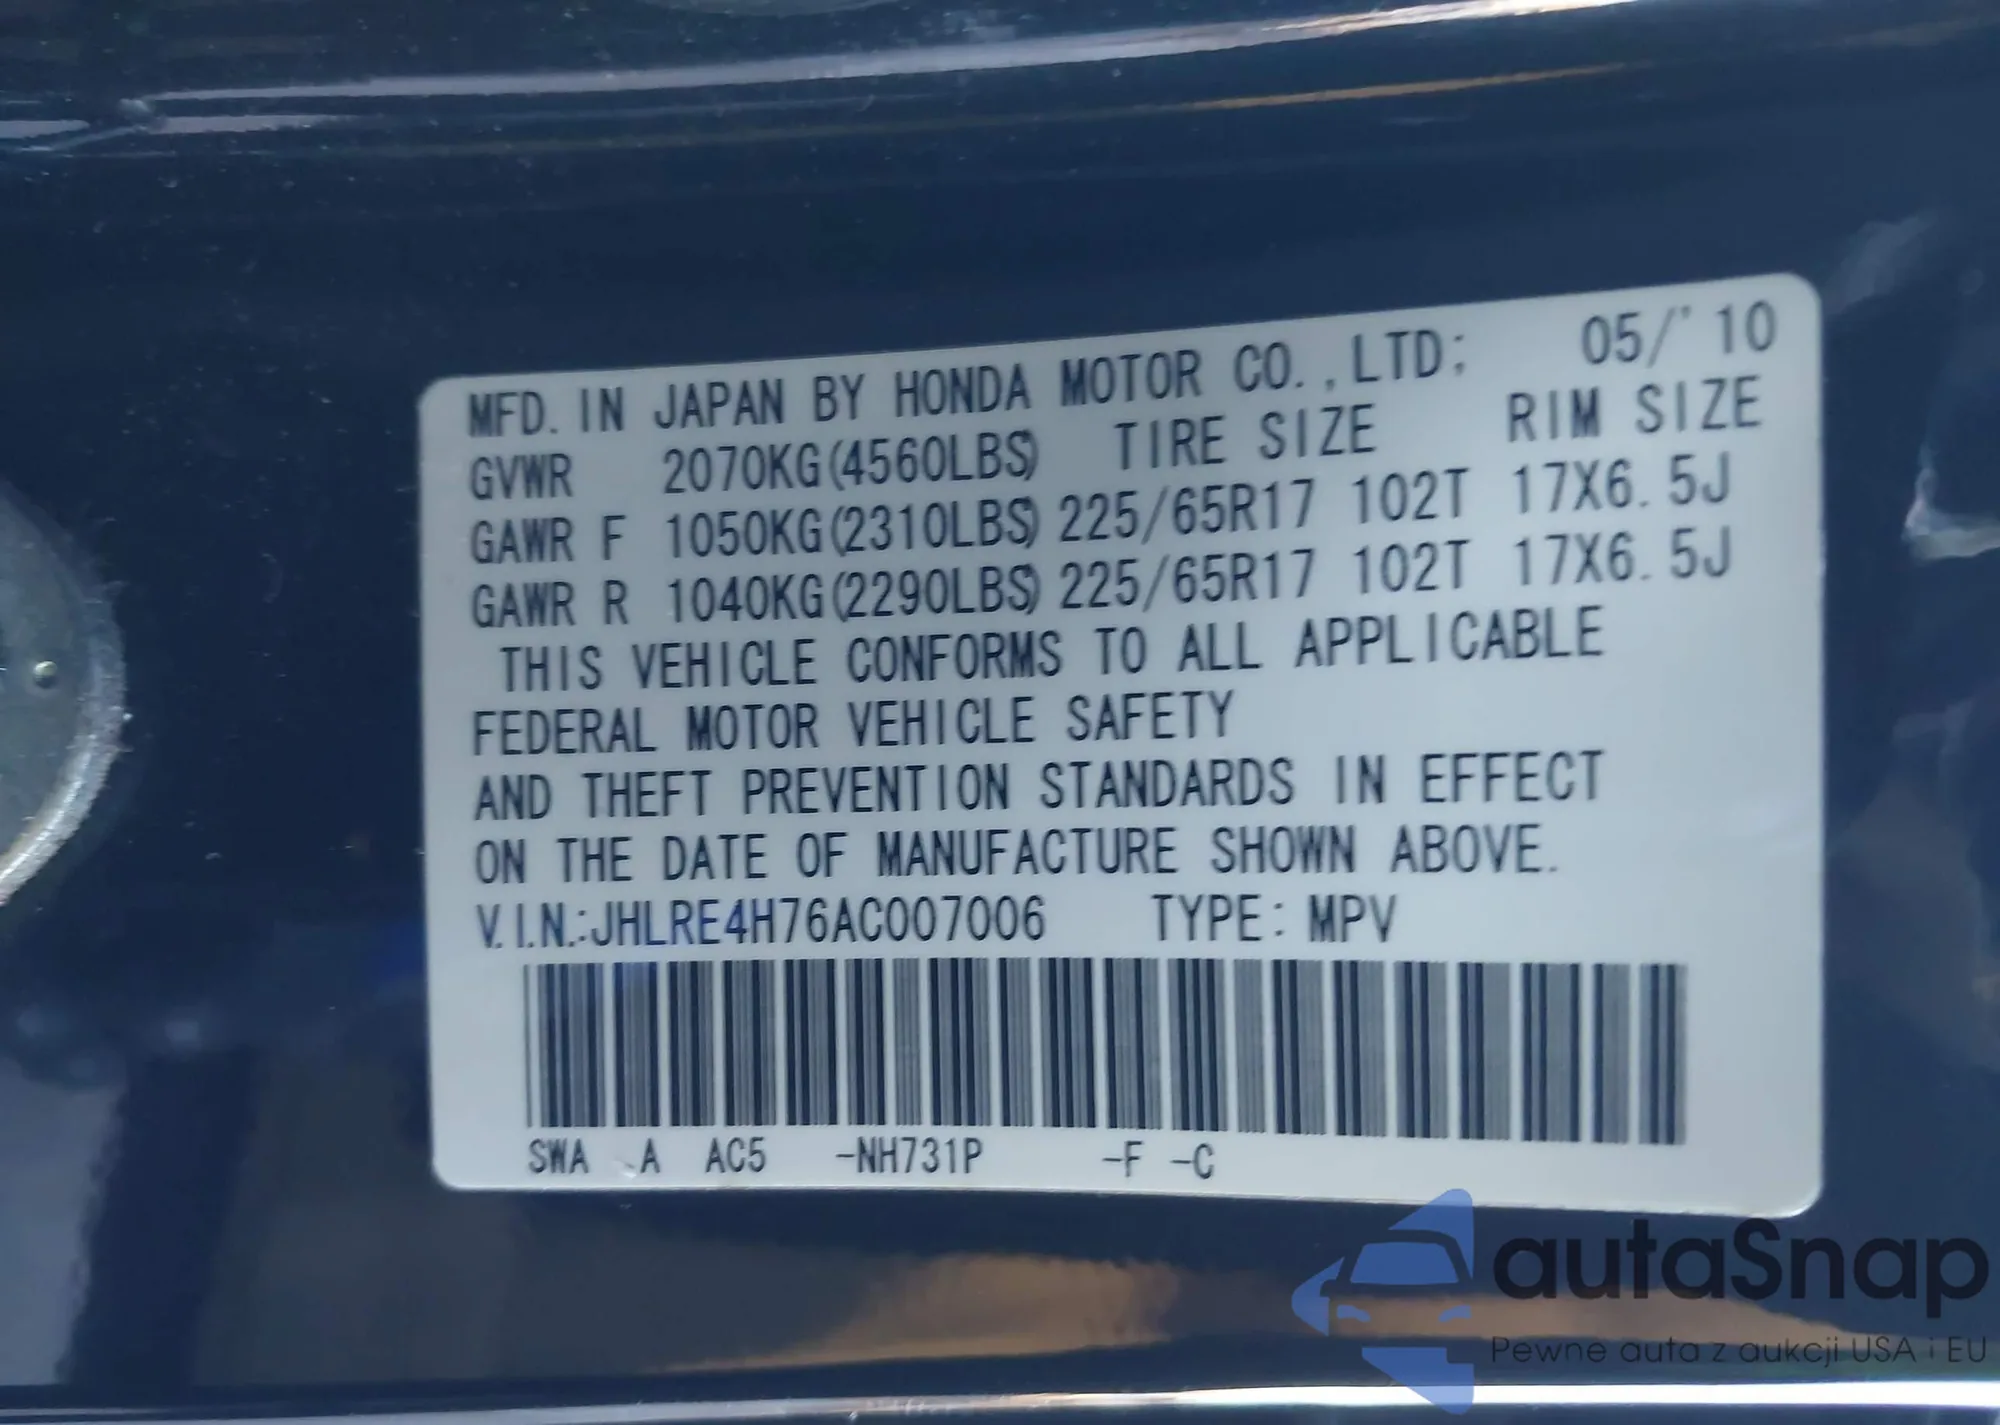 MFD. IN JAPAN BY HONDA MOTOR CO., LTD; 05/'10
GVWR 2070KG(4560LBS) TIRE SIZE RIM SIZE
GAWR F 1050KG(2310LBS) 225/65R17 102T 17X6.5J
GAWR R 1040KG(2290LBS) 225/65R17 102T 17X6.5J
THIS VEHICLE CONFORMS TO ALL APPLICABLE
FEDERAL MOTOR VEHICLE SAFETY
AND THEFT PREVENTION STANDARDS IN EFFECT
ON THE DATE OF MANUFACTURE SHOWN ABOVE.
V.I.N.:JHLRE4H76AC007006 TYPE: MPV
SWA A AC5 -NH731P -F -C
autaSnap
Pewne auta z aukcji USA i EU